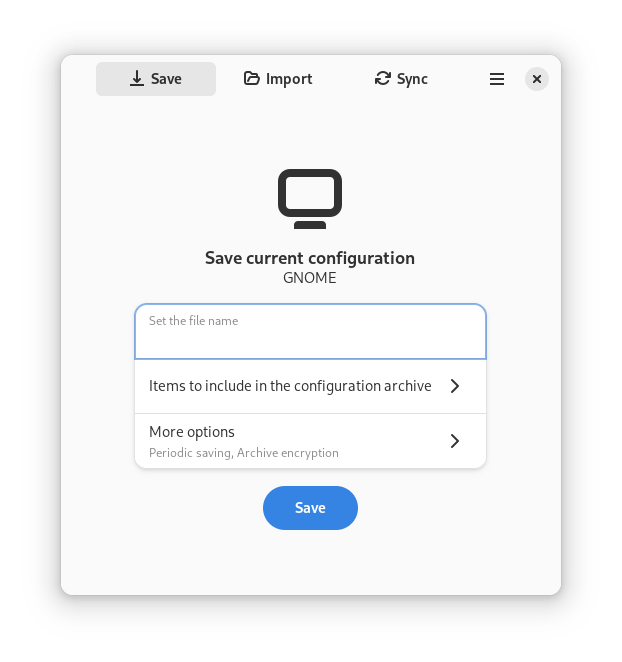 Save Import Sync
Save current configuration
GNOME
Set the file name
Items to include in the configuration archive
More options
Periodic saving, Archive encryption
Save